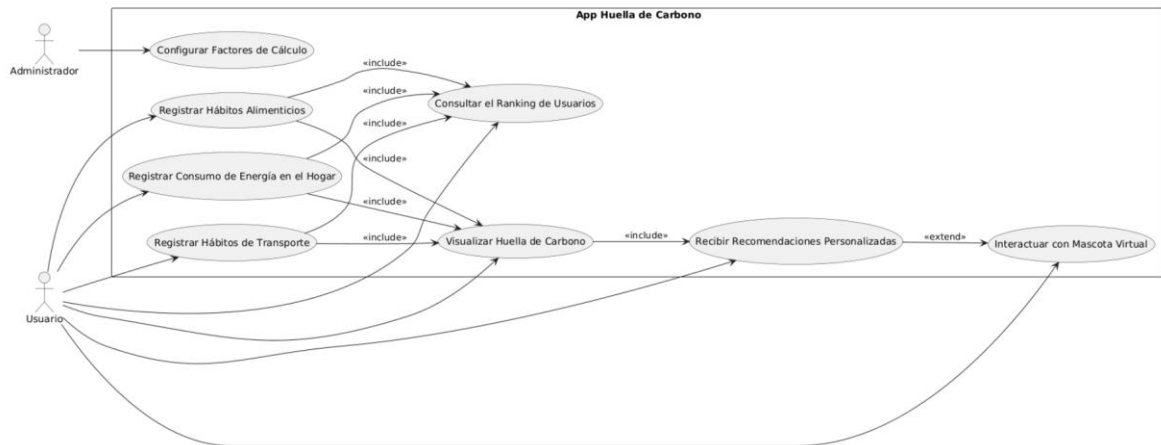 App Huella de Carbono
Administrador
Configurar Factores de Cálculo
«include»
Registrar Hábitos Alimenticios
«include»
Consultar el Ranking de Usuarios
«include»
«include»
Registrar Consumo de Energía en el Hogar
«include»
Registrar Hábitos de Transporte
«include»
Visualizar Huella de Carbono
«include»
Recibir Recomendaciones Personalizadas
«extend»
Interactuar con Mascota Virtual
Usuario